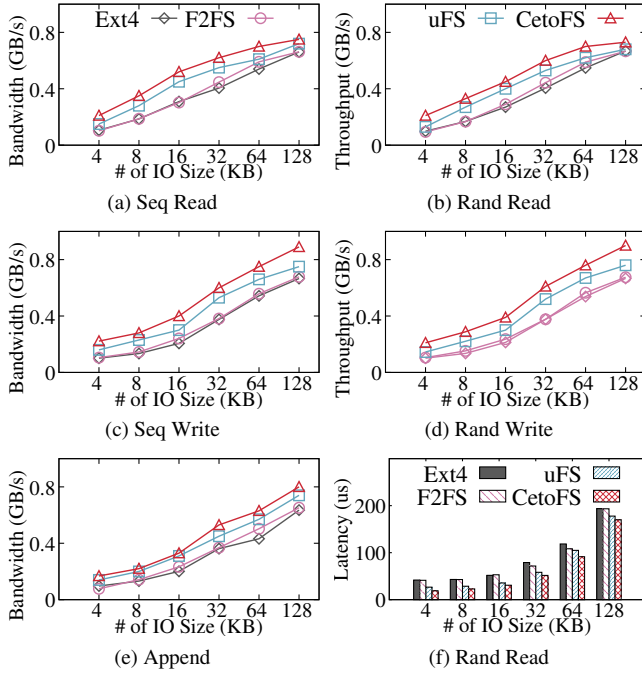 Ext4 F2FS
Bandwidth (GB/s)
0.8
0.4
0
4 8 16 32 64 128
# of IO Size (KB)
(a) Seq Read
uFS CetoFS
Throughput (GB/s)
0.8
0.4
0
4 8 16 32 64 128
# of IO Size (KB)
(b) Rand Read
Bandwidth (GB/s)
0.8
0.4
0
4 8 16 32 64 128
# of IO Size (KB)
(c) Seq Write
Throughput (GB/s)
0.8
0.4
0
4 8 16 32 64 128
# of IO Size (KB)
(d) Rand Write
Bandwidth (GB/s)
0.8
0.4
0
4 8 16 32 64 128
# of IO Size (KB)
(e) Append
Ext4 uFS
F2FS CetoFS
Latency (us)
200
100
0
4 8 16 32 64 128
# of IO Size (KB)
(f) Rand Read